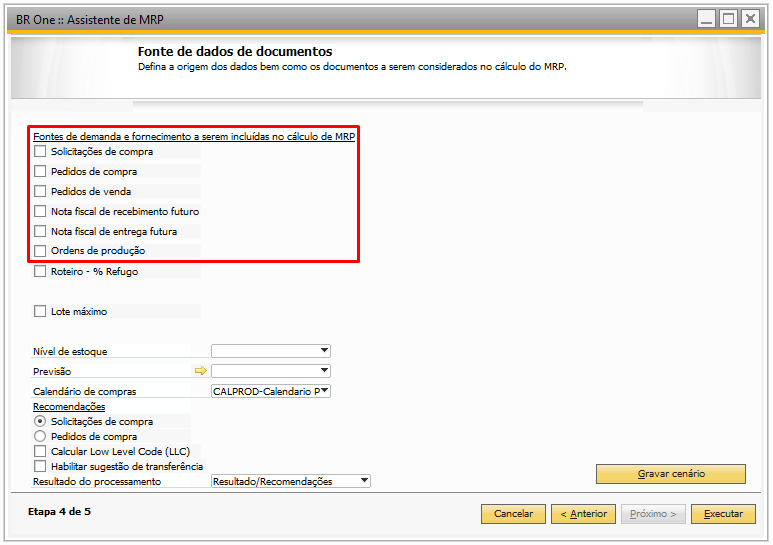 BR One :: Assistente de MRP
Fonte de dados de documentos
Defina a origem dos dados bem como os documentos a serem considerados no cálculo do MRP.
Fontes de demanda e fornecimento a serem incluídas no cálculo de MRP
Solicitações de compra
Pedidos de compra
Pedidos de venda
Nota fiscal de recebimento futuro
Nota fiscal de entrega futura
Ordens de produção
Roteiro - % Refugo
Lote máximo
Nível de estoque
Previsão
Calendário de compras CALPROD-Calendario P
Recomendações
Solicitações de compra
Pedidos de compra
Calcular Low Level Code (LLC)
Habilitar sugestão de transferência
Resultado do processamento Resultado/Recomendações
Gravar cenário
Etapa 4 de 5 Cancelar < Anterior Próximo > Executar